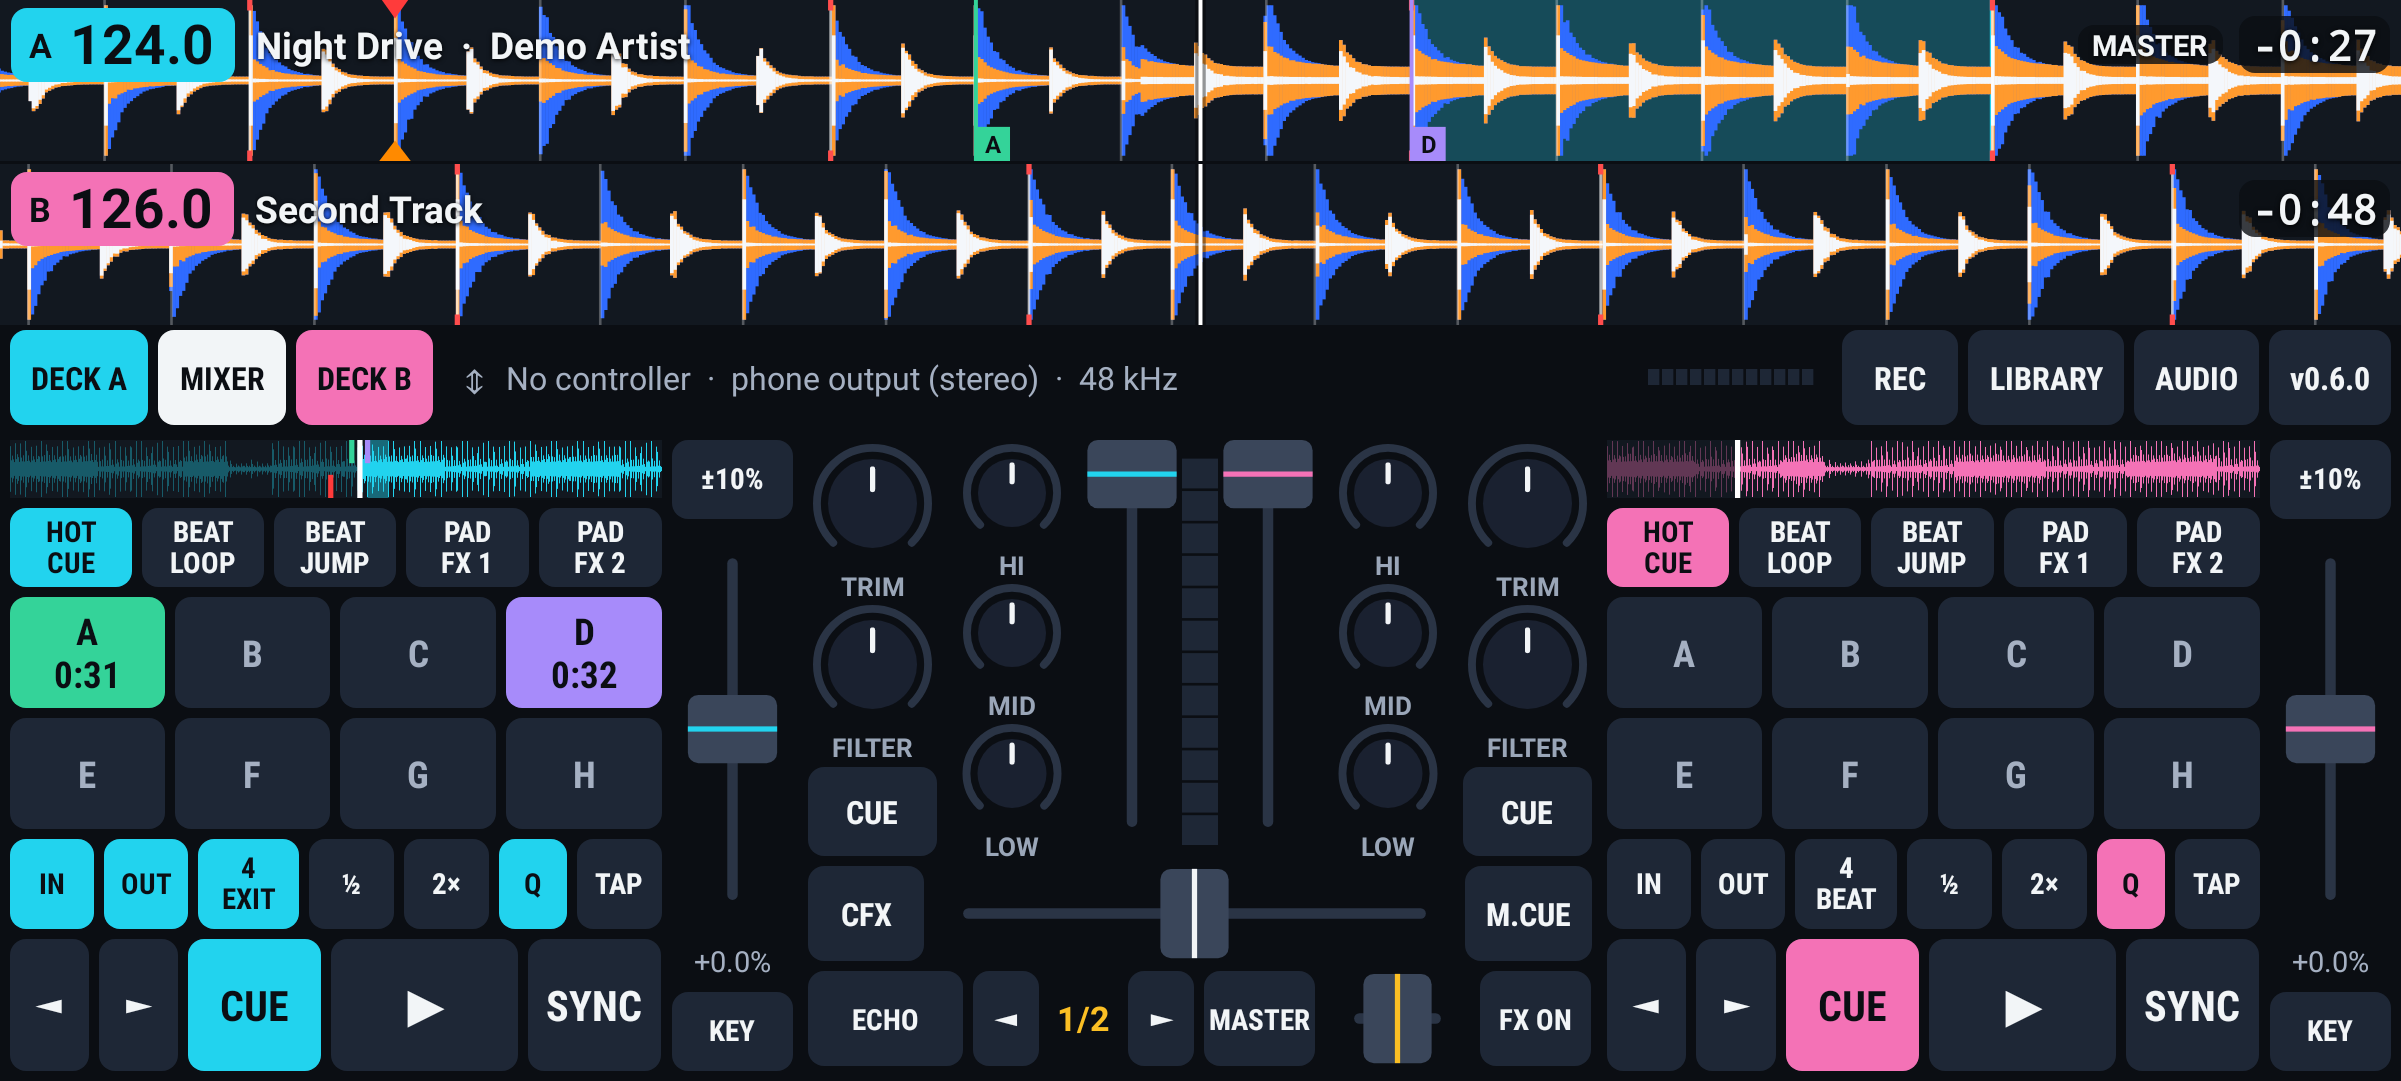 A 124.0 Night Drive · Demo Artist MASTER -0:27
A D
B 126.0 Second Track -0:48
DECK A MIXER DECK B ⇕ No controller · phone output (stereo) · 48 kHz REC LIBRARY AUDIO v0.6.0
±10% ±10%
HOT CUE BEAT LOOP BEAT JUMP PAD FX 1 PAD FX 2
HOT CUE BEAT LOOP BEAT JUMP PAD FX 1 PAD FX 2
HI HI
TRIM TRIM
A 0:31 B C D 0:32
A B C D
MID MID
FILTER FILTER
E F G H
E F G H
CUE CUE
LOW LOW
IN OUT 4 EXIT ½ 2× Q TAP
IN OUT 4 BEAT ½ 2× Q TAP
CFX M.CUE
+0.0% +0.0%
◄ ► CUE ▶ SYNC KEY
ECHO ◄ 1/2 ► MASTER FX ON
◄ ► CUE ▶ SYNC KEY